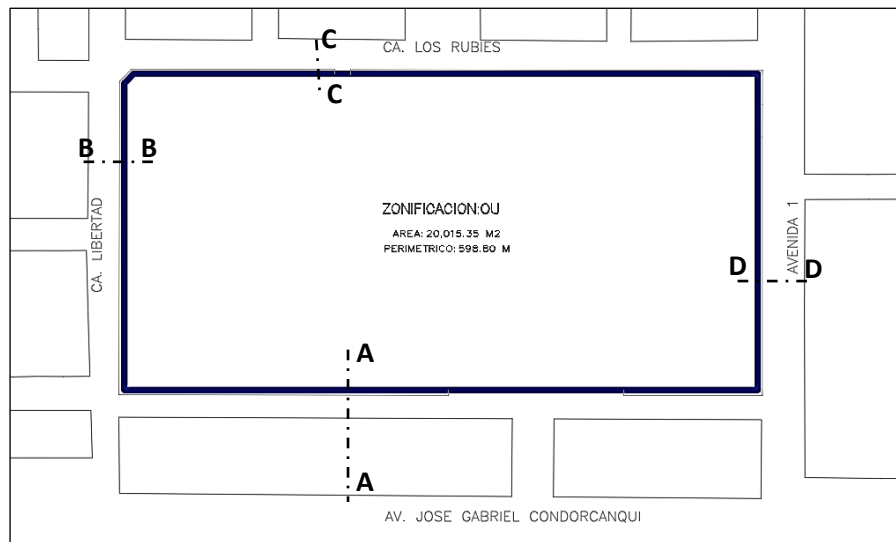 C
CA. LOS RUBIES
C
B
B
CA. LIBERTAD
ZONIFICACION:OU
AREA: 20,015.35 M2
PERIMETRICO: 598.80 M
AVENIDA 1
D
D
A
A
AV. JOSE GABRIEL CONDORCANQUI